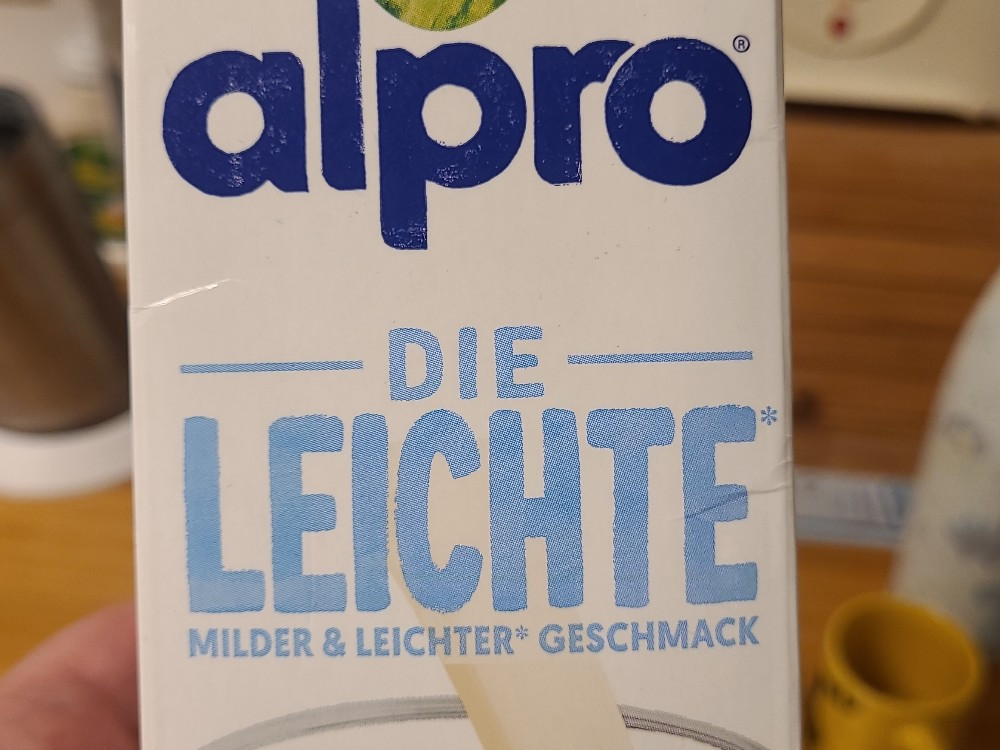 alpro®
DIE
LEICHTE*
MILDER & LEICHTER* GESCHMACK